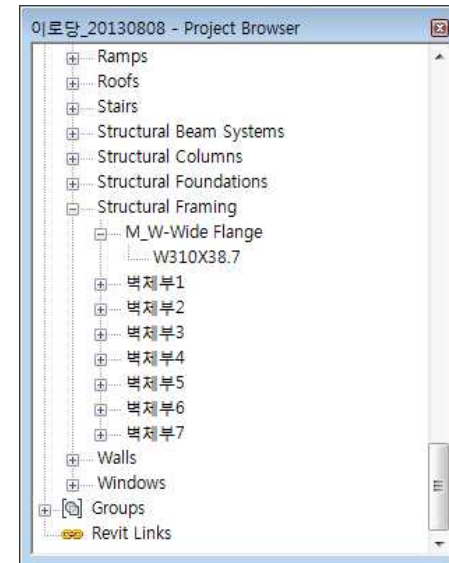 이로당_20130808 - Project Browser
Ramps
Roofs
Stairs
Structural Beam Systems
Structural Columns
Structural Foundations
Structural Framing
M_W-Wide Flange
W310X38.7
벽체부1
벽체부2
벽체부3
벽체부4
벽체부5
벽체부6
벽체부7
Walls
Windows
Groups
Revit Links